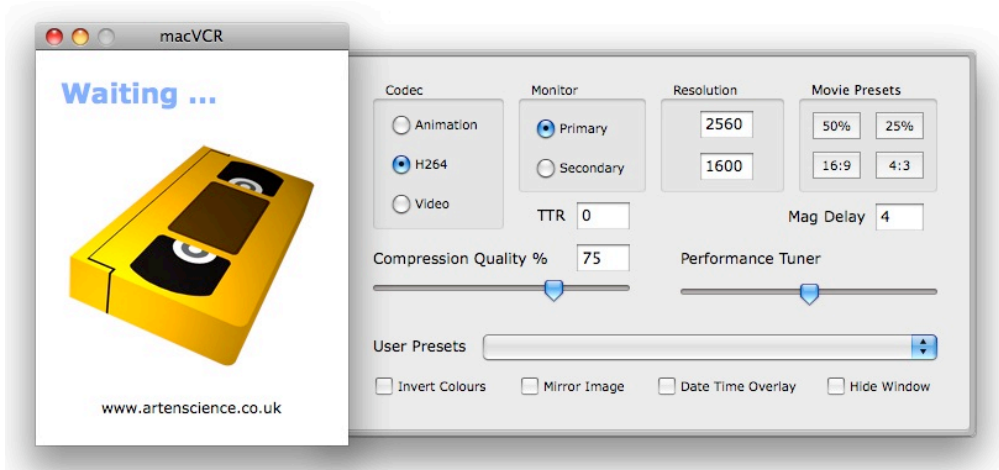 macVCR
Waiting ...
www.artenscience.co.uk
Codec
Animation
H264
Video
Monitor
Primary
Secondary
Resolution
2560
1600
Movie Presets
50% 25%
16:9 4:3
TTR 0
Mag Delay 4
Compression Quality % 75
Performance Tuner
User Presets
Invert Colours
Mirror Image
Date Time Overlay
Hide Window